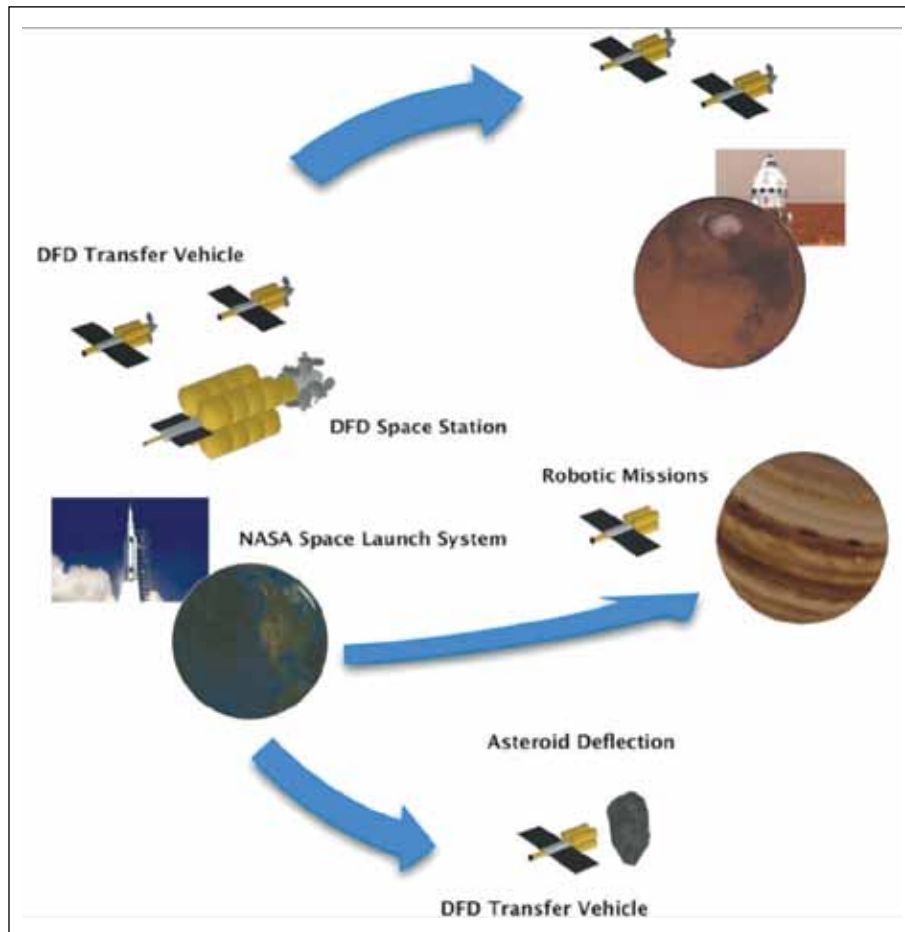 DFD Transfer Vehicle
DFD Space Station
Robotic Missions
NASA Space Launch System
Asteroid Deflection
DFD Transfer Vehicle